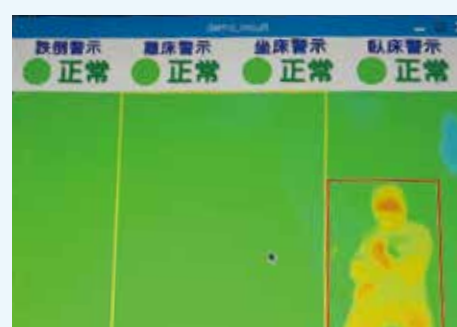 demo_result
跌倒警示 離床警示 坐床警示 臥床警示
正常 正常 正常 正常